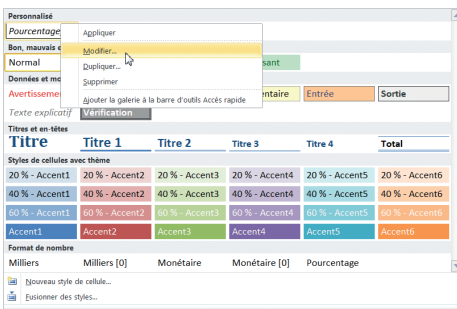 Personnalisé
Pourcentage
Appliquer
Bon, mauvais e
Modifier...
Normal
Dupliquer...
sant
Données et mo
Supprimer
Avertissemen
Ajouter la galerie à la barre d'outils Accès rapide
ntaire
Entrée
Sortie
Texte explicatif
Vérification
Titres et en-têtes
Titre Titre 1 Titre 2 Titre 3 Titre 4 Total
Styles de cellules avec thème
20 % - Accent1 20 % - Accent2 20 % - Accent3 20 % - Accent4 20 % - Accent5 20 % - Accent6
40 % - Accent1 40 % - Accent2 40 % - Accent3 40 % - Accent4 40 % - Accent5 40 % - Accent6
60 % - Accent1 60 % - Accent2 60 % - Accent3 60 % - Accent4 60 % - Accent5 60 % - Accent6
Accent1 Accent2 Accent3 Accent4 Accent5 Accent6
Format de nombre
Milliers Milliers [0] Monétaire Monétaire [0] Pourcentage
Nouveau style de cellule...
Fusionner des styles...